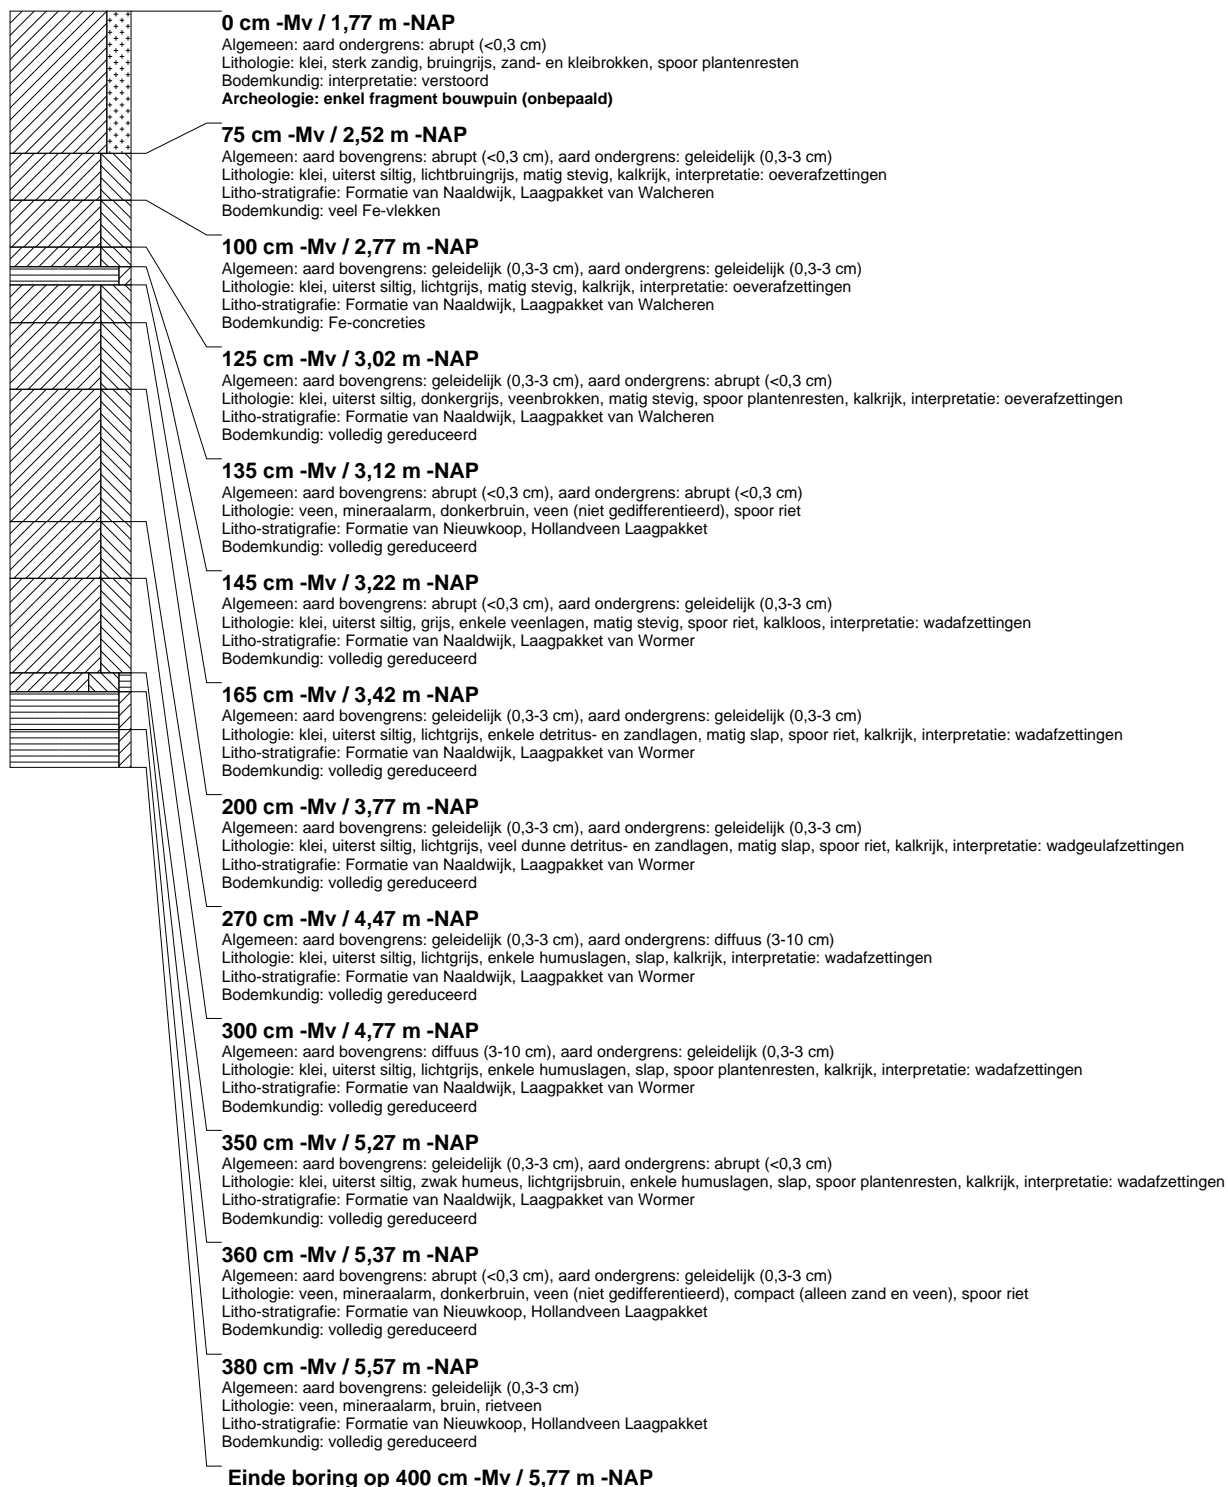 0 cm -Mv / 1,77 m -NAP
Algemeen: aard ondergrens: abrupt (<0,3 cm)
Lithologie: klei, sterk zandig, bruingrijs, zand- en kleibrokken, spoor plantenresten
Bodemkundig: interpretatie: verstoord
Archeologie: enkel fragment bouwpuin (onbepaald)
75 cm -Mv / 2,52 m -NAP
Algemeen: aard bovengrens: abrupt (<0,3 cm), aard ondergrens: geleidelijk (0,3-3 cm)
Lithologie: klei, uiterst siltig, lichtbruingrijs, matig stevig, kalkrijk, interpretatie: oeverafzettingen
Litho-stratigrafie: Formatie van Naaldwijk, Laagpakket van Walcheren
Bodemkundig: veel Fe-vlekken
100 cm -Mv / 2,77 m -NAP
Algemeen: aard bovengrens: geleidelijk (0,3-3 cm), aard ondergrens: geleidelijk (0,3-3 cm)
Lithologie: klei, uiterst siltig, lichtgrijs, matig stevig, kalkrijk, interpretatie: oeverafzettingen
Litho-stratigrafie: Formatie van Naaldwijk, Laagpakket van Walcheren
Bodemkundig: Fe-concreties
125 cm -Mv / 3,02 m -NAP
Algemeen: aard bovengrens: geleidelijk (0,3-3 cm), aard ondergrens: abrupt (<0,3 cm)
Lithologie: klei, uiterst siltig, donkergrijs, veenbrokken, matig stevig, spoor plantenresten, kalkrijk, interpretatie: oeverafzettingen
Litho-stratigrafie: Formatie van Naaldwijk, Laagpakket van Walcheren
Bodemkundig: volledig gereduceerd
135 cm -Mv / 3,12 m -NAP
Algemeen: aard bovengrens: abrupt (<0,3 cm), aard ondergrens: abrupt (<0,3 cm)
Lithologie: veen, mineraalarm, donkerbruin, veen (niet gedifferentieerd), spoor riet
Litho-stratigrafie: Formatie van Nieuwkoop, Hollandveen Laagpakket
Bodemkundig: volledig gereduceerd
145 cm -Mv / 3,22 m -NAP
Algemeen: aard bovengrens: abrupt (<0,3 cm), aard ondergrens: geleidelijk (0,3-3 cm)
Lithologie: klei, uiterst siltig, grijs, enkele veenlagen, matig stevig, spoor riet, kalkloos, interpretatie: wadafzettingen
Litho-stratigrafie: Formatie van Naaldwijk, Laagpakket van Wormer
Bodemkundig: volledig gereduceerd
165 cm -Mv / 3,42 m -NAP
Algemeen: aard bovengrens: geleidelijk (0,3-3 cm), aard ondergrens: geleidelijk (0,3-3 cm)
Lithologie: klei, uiterst siltig, lichtgrijs, enkele detritus- en zandlagen, matig slap, spoor riet, kalkrijk, interpretatie: wadafzettingen
Litho-stratigrafie: Formatie van Naaldwijk, Laagpakket van Wormer
Bodemkundig: volledig gereduceerd
200 cm -Mv / 3,77 m -NAP
Algemeen: aard bovengrens: geleidelijk (0,3-3 cm), aard ondergrens: geleidelijk (0,3-3 cm)
Lithologie: klei, uiterst siltig, lichtgrijs, veel dunne detritus- en zandlagen, matig slap, spoor riet, kalkrijk, interpretatie: wadgeulafzettingen
Litho-stratigrafie: Formatie van Naaldwijk, Laagpakket van Wormer
Bodemkundig: volledig gereduceerd
270 cm -Mv / 4,47 m -NAP
Algemeen: aard bovengrens: geleidelijk (0,3-3 cm), aard ondergrens: diffuus (3-10 cm)
Lithologie: klei, uiterst siltig, lichtgrijs, enkele humuslagen, slap, kalkrijk, interpretatie: wadafzettingen
Litho-stratigrafie: Formatie van Naaldwijk, Laagpakket van Wormer
Bodemkundig: volledig gereduceerd
300 cm -Mv / 4,77 m -NAP
Algemeen: aard bovengrens: diffuus (3-10 cm), aard ondergrens: geleidelijk (0,3-3 cm)
Lithologie: klei, uiterst siltig, lichtgrijs, enkele humuslagen, slap, spoor plantenresten, kalkrijk, interpretatie: wadafzettingen
Litho-stratigrafie: Formatie van Naaldwijk, Laagpakket van Wormer
Bodemkundig: volledig gereduceerd
350 cm -Mv / 5,27 m -NAP
Algemeen: aard bovengrens: geleidelijk (0,3-3 cm), aard ondergrens: abrupt (<0,3 cm)
Lithologie: klei, uiterst siltig, zwak humeus, lichtgrijsbruin, enkele humuslagen, slap, spoor plantenresten, kalkrijk, interpretatie: wadafzettingen
Litho-stratigrafie: Formatie van Naaldwijk, Laagpakket van Wormer
Bodemkundig: volledig gereduceerd
360 cm -Mv / 5,37 m -NAP
Algemeen: aard bovengrens: abrupt (<0,3 cm), aard ondergrens: geleidelijk (0,3-3 cm)
Lithologie: veen, mineraalarm, donkerbruin, veen (niet gedifferentieerd), compact (alleen zand en veen), spoor riet
Litho-stratigrafie: Formatie van Nieuwkoop, Hollandveen Laagpakket
Bodemkundig: volledig gereduceerd
380 cm -Mv / 5,57 m -NAP
Algemeen: aard bovengrens: geleidelijk (0,3-3 cm)
Lithologie: veen, mineraalarm, bruin, rietveen
Litho-stratigrafie: Formatie van Nieuwkoop, Hollandveen Laagpakket
Bodemkundig: volledig gereduceerd
Einde boring op 400 cm -Mv / 5,77 m -NAP